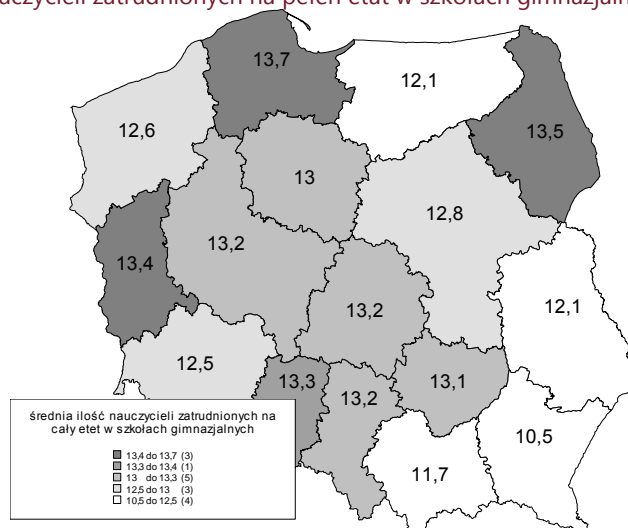 uczycieli zatrudnionych na pełen etat w szkołach gimnazjaln
13,7
12,1
12,6
13,5
13
12,8
13,2
13,4
13,2
12,1
12,5
13,3
13,2
13,1
10,5
11,7
średnia ilość nauczycieli zatrudnionych na
cały etet w szkołach gimnazjalnych
13,4 do 13,7 (3)
13,3 do 13,4 (1)
13 do 13,3 (5)
12,5 do 13 (3)
10,5 do 12,5 (4)